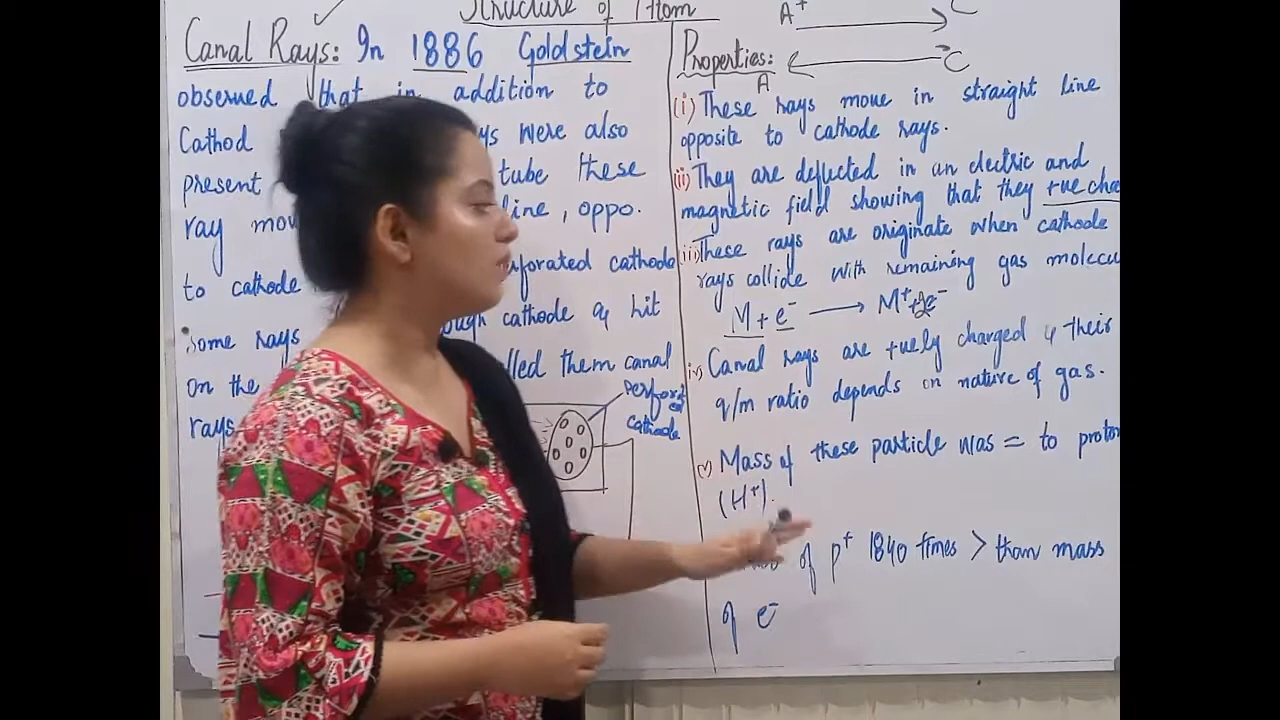 Structure of Atom
Canal Rays: In 1886 Goldstein
observed that in addition to
Cathod ys were also
present tube these
ray mov line, oppo.
to cathode rforated cathode
Some rays ough cathode & hit
on the lled them canal
rays
perforat
ed
cathode
A+ C
Properties:
A C̄
(i) These rays move in straight line
opposite to cathode rays.
(ii) They are deflected in an electric and
magnetic field showing that they +ve cha
(iii) These rays are originate when cathode
rays collide with remaining gas molecu
M + e⁻ → M⁺ + 2e⁻
iv) Canal rays are +vely charged & their
q/m ratio depends on nature of gas.
(v) Mass of these particle was = to proton
(H⁺).
of p⁺ 1840 times > than mass
of e⁻